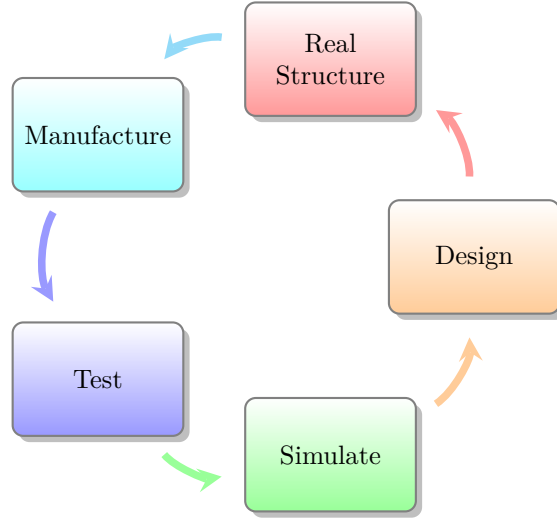 Real
Structure
Manufacture
Design
Test
Simulate